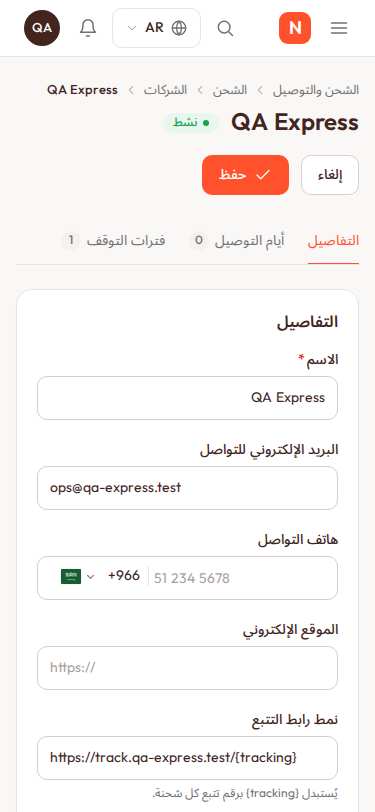 N AR QA
الشحن والتوصيل > الشحن > الشركات > QA Express
QA Express نشط
إلغاء حفظ
التفاصيل أيام التوصيل 0 فترات التوقف 1
التفاصيل
الاسم *
QA Express
البريد الإلكتروني للتواصل
ops@qa-express.test
هاتف التواصل
+966 51 234 5678
الموقع الإلكتروني
https://
نمط رابط التتبع
https://track.qa-express.test/{tracking}
يُستبدل {tracking} برقم تتبع كل شحنة.